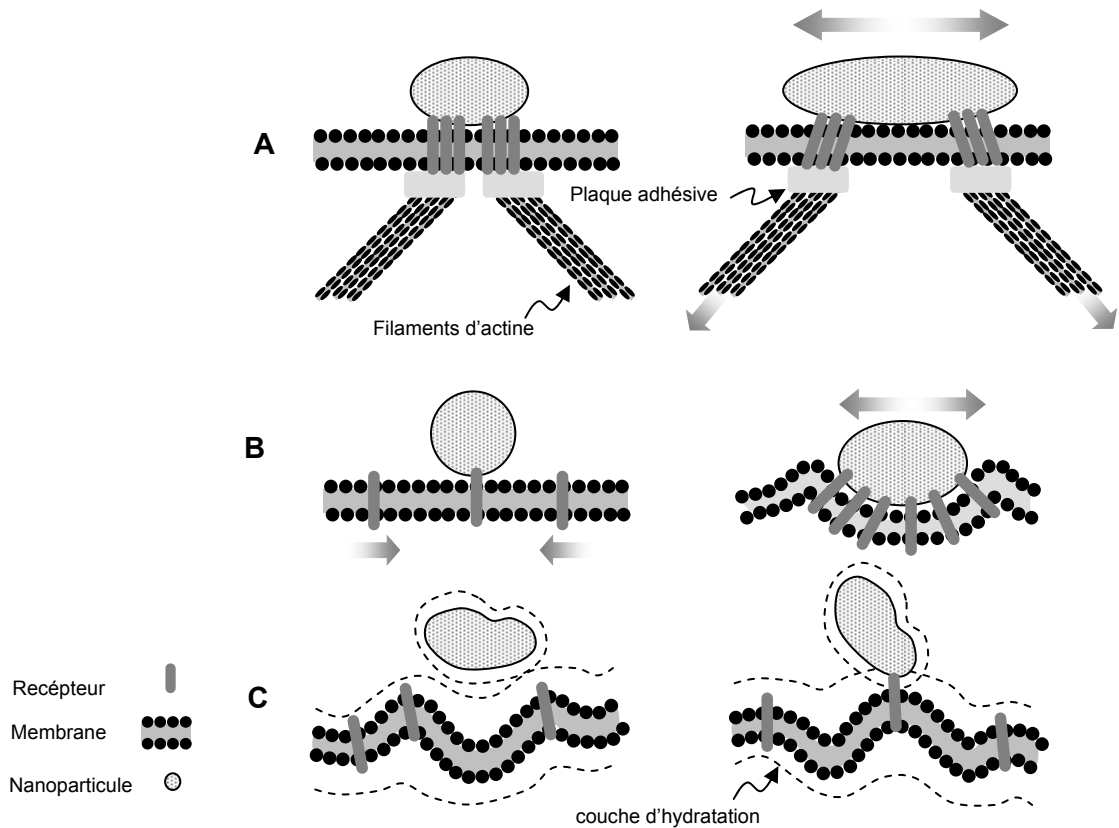 A
Plaque adhésive
Filaments d'actine
B
C
Recépteur
Membrane
Nanoparticule
couche d'hydratation